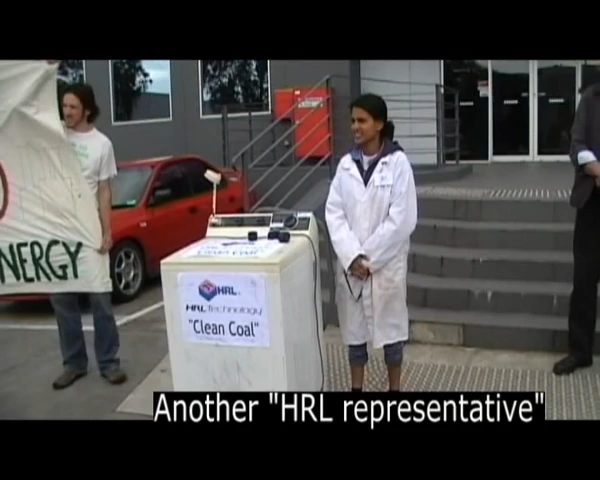 NERGY
HRL
HRL Technology
"Clean Coal"
Another "HRL representative"